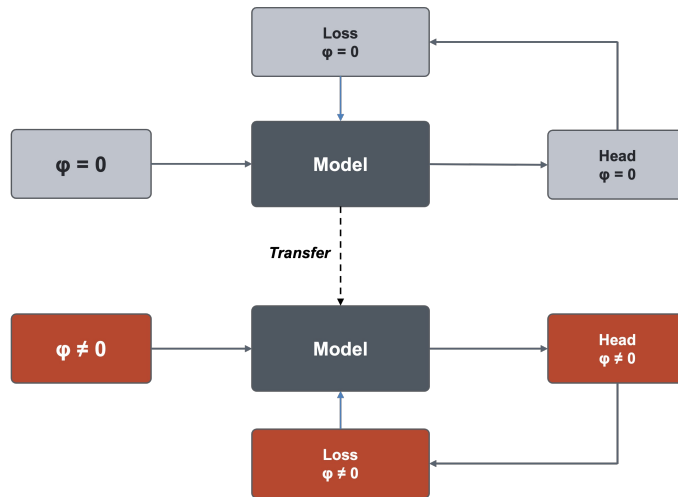 Loss
φ = 0
φ = 0
Model
Head
φ = 0
Transfer
φ ≠ 0
Model
Head
φ ≠ 0
Loss
φ ≠ 0